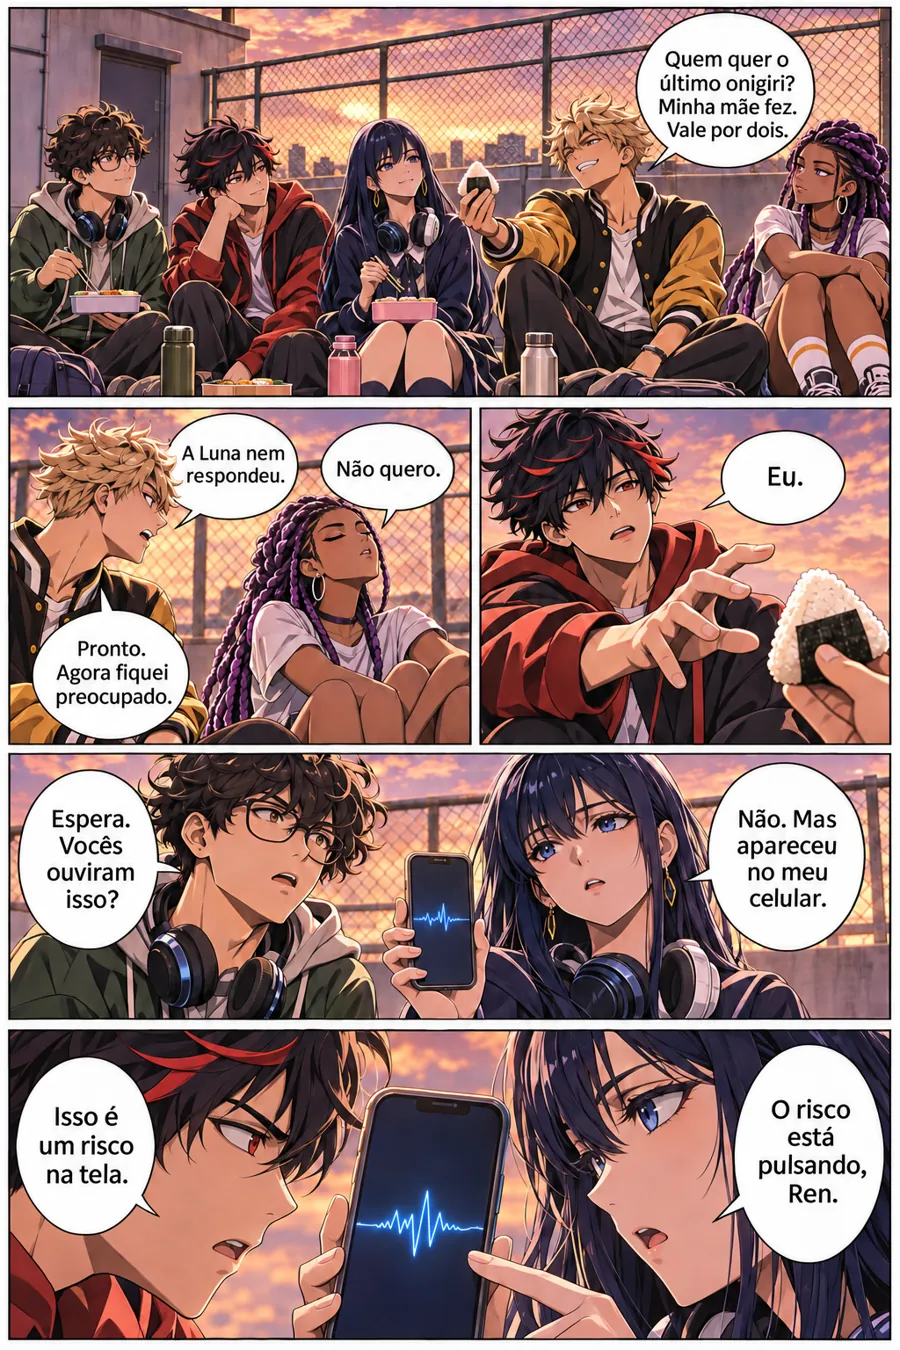 Quem quer o
último onigiri?
Minha mãe fez.
Vale por dois.
A Luna nem
respondeu.
Não quero.
Pronto.
Agora fiquei
preocupado.
Eu.
Espera.
Vocês
ouviram
isso?
Não. Mas
apareceu
no meu
celular.
Isso é
um risco
na tela.
O risco
está
pulsando,
Ren.